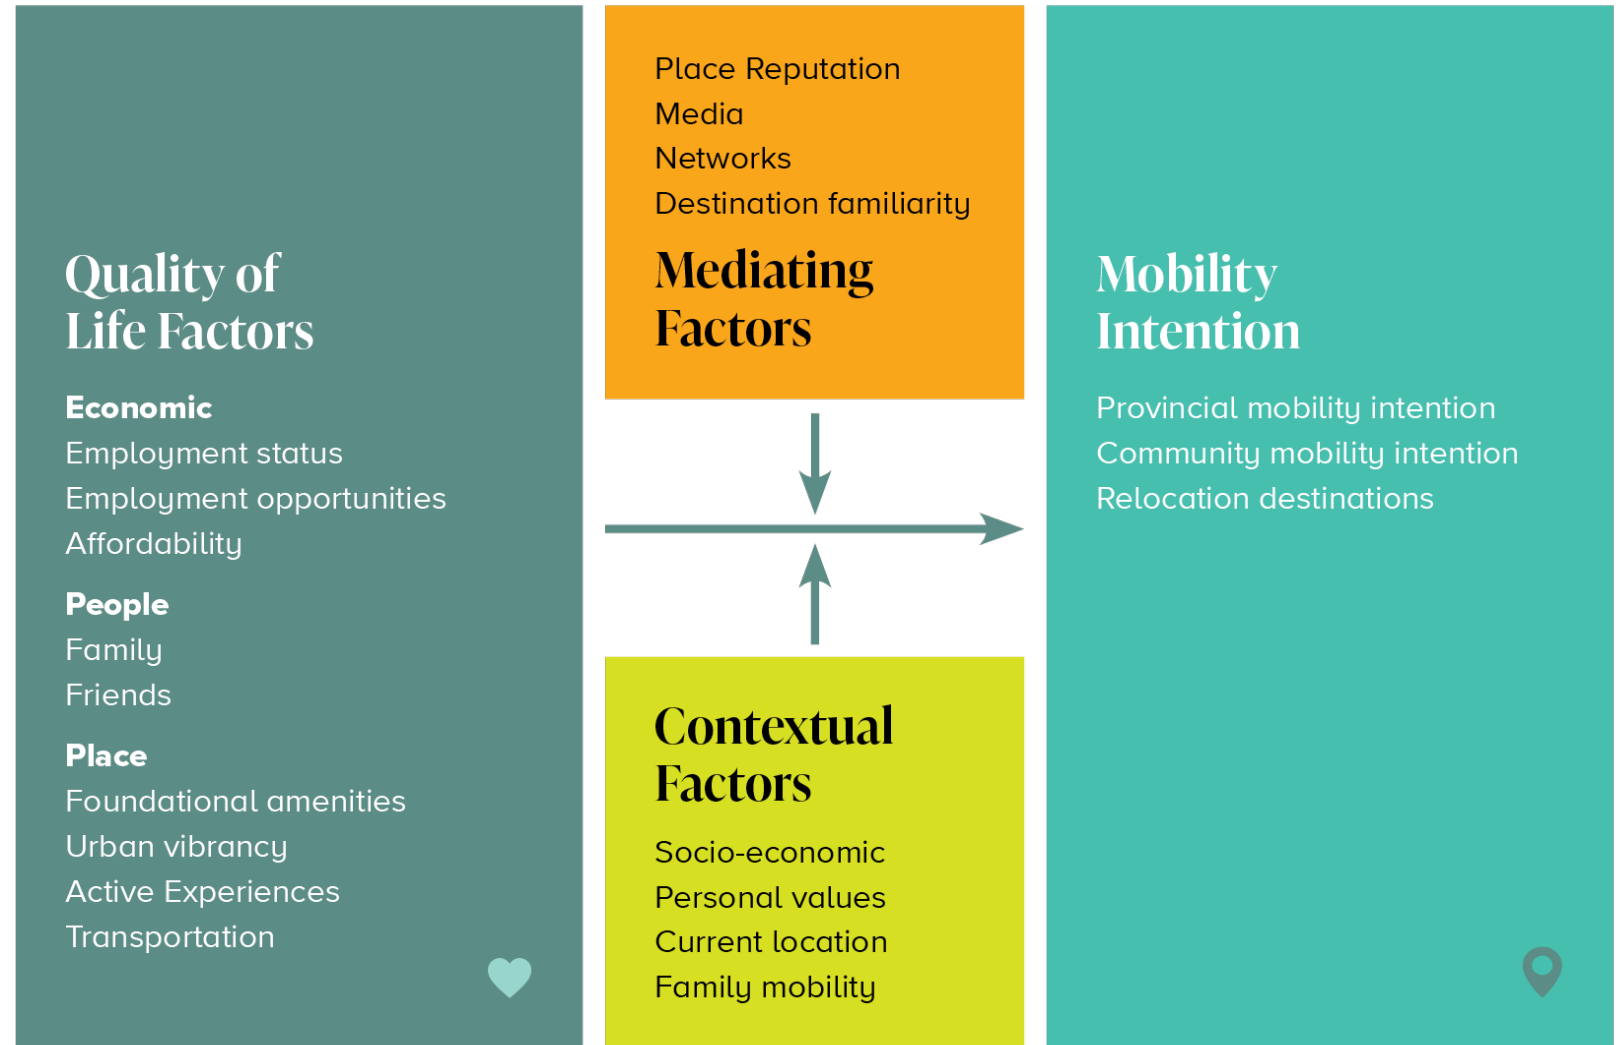 Quality of
Life Factors
Economic
Employment status
Employment opportunities
Affordability
People
Family
Friends
Place
Foundational amenities
Urban vibrancy
Active Experiences
Transportation
Place Reputation
Media
Networks
Destination familiarity
Mediating
Factors
Contextual
Factors
Socio-economic
Personal values
Current location
Family mobility
Mobility
Intention
Provincial mobility intention
Community mobility intention
Relocation destinations